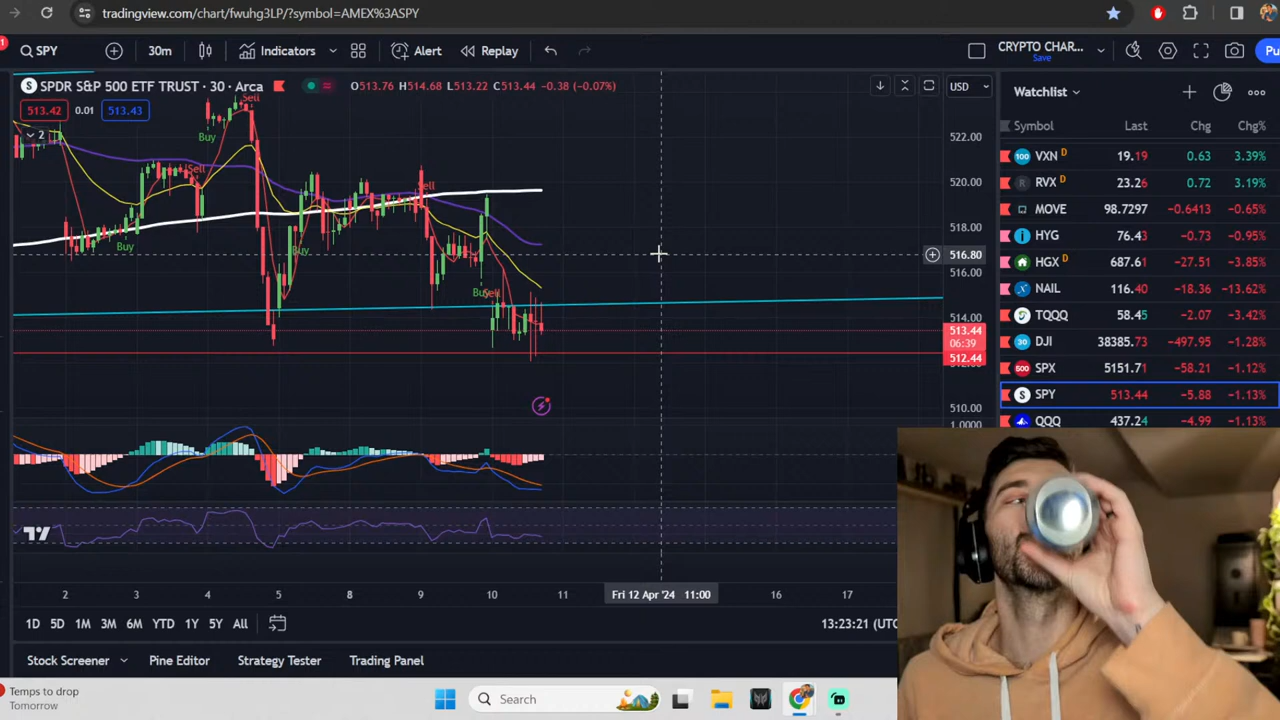 tradingview.com/chart/fwuhg3LP/?symbol=AMEX%3ASPY
SPY
30m
Indicators
Alert
Replay
CRYPTO CHAR...
Save
Pu
SPDR S&P 500 ETF TRUST · 30 · Arca
O513.76 H514.68 L513.22 C513.44 −0.38 (−0.07%)
USD
513.42 0.01 513.43
2
Sell
Buy
Sell
Buy
Buy
Sell
Buy
Sell
522.00
520.00
518.00
516.80
516.00
514.00
513.44
06:39
512.44
510.00
1.0000
Watchlist
Symbol Last Chg Chg%
VXN D 19.19 0.63 3.39%
RVX D 23.26 0.72 3.19%
MOVE 98.7297 −0.6413 −0.65%
HYG 76.43 −0.73 −0.95%
HGX D 687.61 −27.51 −3.85%
NAIL 116.40 −18.36 −13.62%
TQQQ 58.45 −2.07 −3.42%
DJI 38385.73 −497.95 −1.28%
SPX 5151.71 −58.21 −1.12%
SPY 513.44 −5.88 −1.13%
QQQ 437.24 −4.99 −1.13%
2 3 4 5 8 9 10 11 Fri 12 Apr '24 11:00 16 17
1D 5D 1M 3M 6M YTD 1Y 5Y All
13:23:21 (UTC
Stock Screener
Pine Editor
Strategy Tester
Trading Panel
Temps to drop
Tomorrow
Search